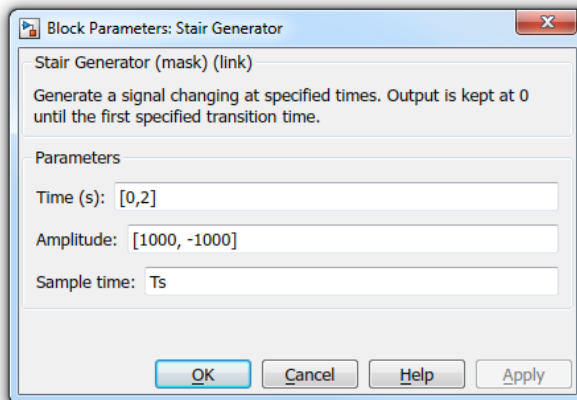 Block Parameters: Stair Generator
Stair Generator (mask) (link)
Generate a signal changing at specified times. Output is kept at 0
until the first specified transition time.
Parameters
Time (s): [0,2]
Amplitude: [1000, -1000]
Sample time: Ts
OK Cancel Help Apply